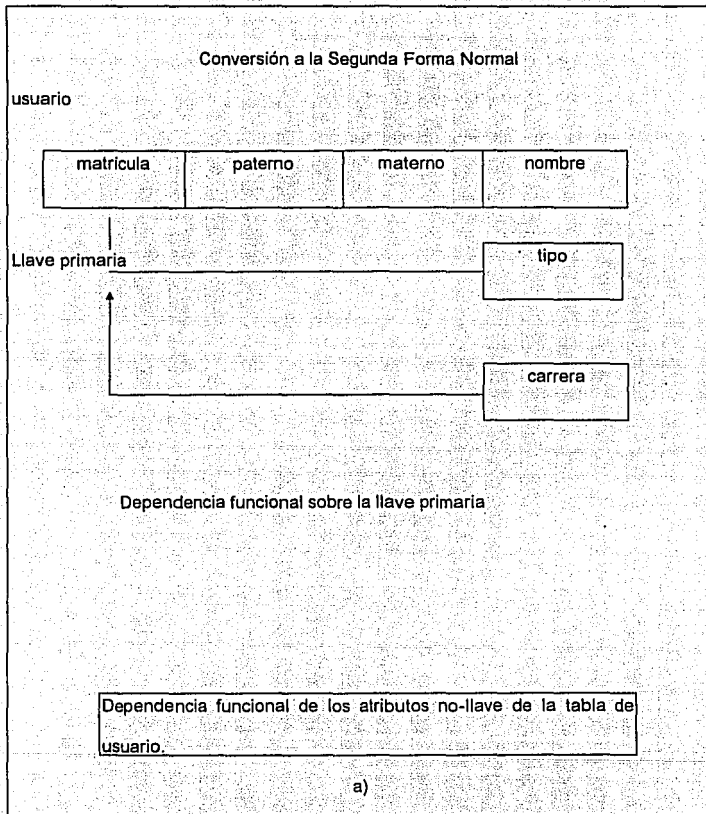 Conversión a la Segunda Forma Normal
usuario
matrícula paterno materno nombre
Llave primaria
tipo
carrera
Dependencia funcional sobre la llave primaria
Dependencia funcional de los atributos no-llave de la tabla de
usuario.
a)